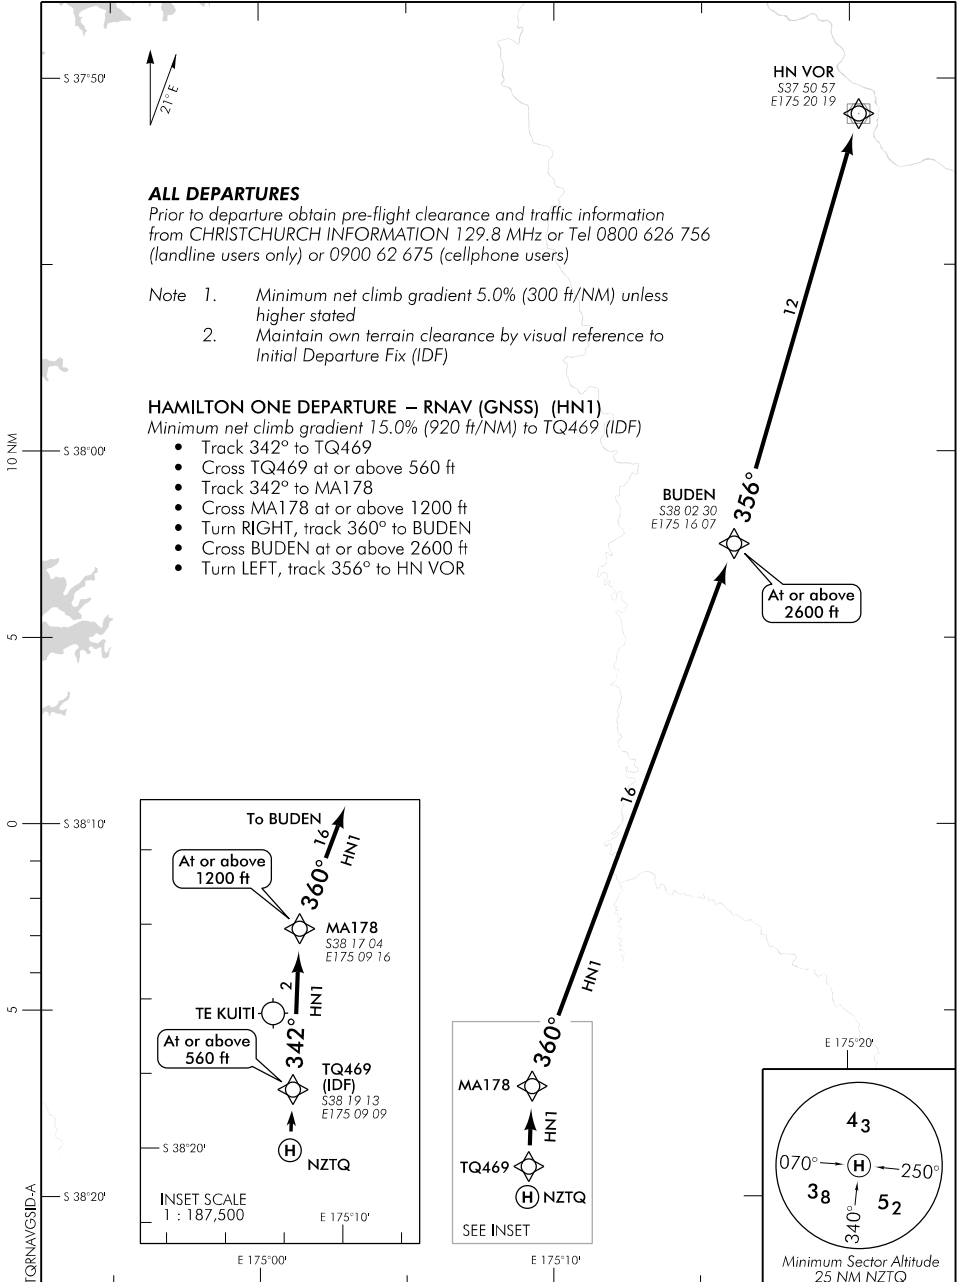 S 37°50'
21° E
HN VOR
S37 50 57
E175 20 19
ALL DEPARTURES
Prior to departure obtain pre-flight clearance and traffic information
from CHRISTCHURCH INFORMATION 129.8 MHz or Tel 0800 626 756
(landline users only) or 0900 62 675 (cellphone users)
Note 1. Minimum net climb gradient 5.0% (300 ft/NM) unless
higher stated
2. Maintain own terrain clearance by visual reference to
Initial Departure Fix (IDF)
12
HAMILTON ONE DEPARTURE – RNAV (GNSS) (HN1)
Minimum net climb gradient 15.0% (920 ft/NM) to TQ469 (IDF)
• Track 342° to TQ469
• Cross TQ469 at or above 560 ft
• Track 342° to MA178
• Cross MA178 at or above 1200 ft
• Turn RIGHT, track 360° to BUDEN
• Cross BUDEN at or above 2600 ft
• Turn LEFT, track 356° to HN VOR
10 NM
S 38°00'
356°
BUDEN
S38 02 30
E175 16 07
At or above
2600 ft
5
16
0
S 38°10'
To BUDEN
16
HN1
At or above
1200 ft
360°
MA178
S38 17 04
E175 09 16
2
HN1
TE KUITI
342°
At or above
560 ft
TQ469
(IDF)
S38 19 13
E175 09 09
S 38°20'
H
NZTQ
INSET SCALE
1 : 187,500
E 175°10'
HN1
5
360°
MA178
HN1
TQ469
H NZTQ
SEE INSET
E 175°20'
43
070°
H
250°
38
52
340°
Minimum Sector Altitude
25 NM NZTQ
S 38°20'
TQRNAVGSID-A
E 175°00'
E 175°10'